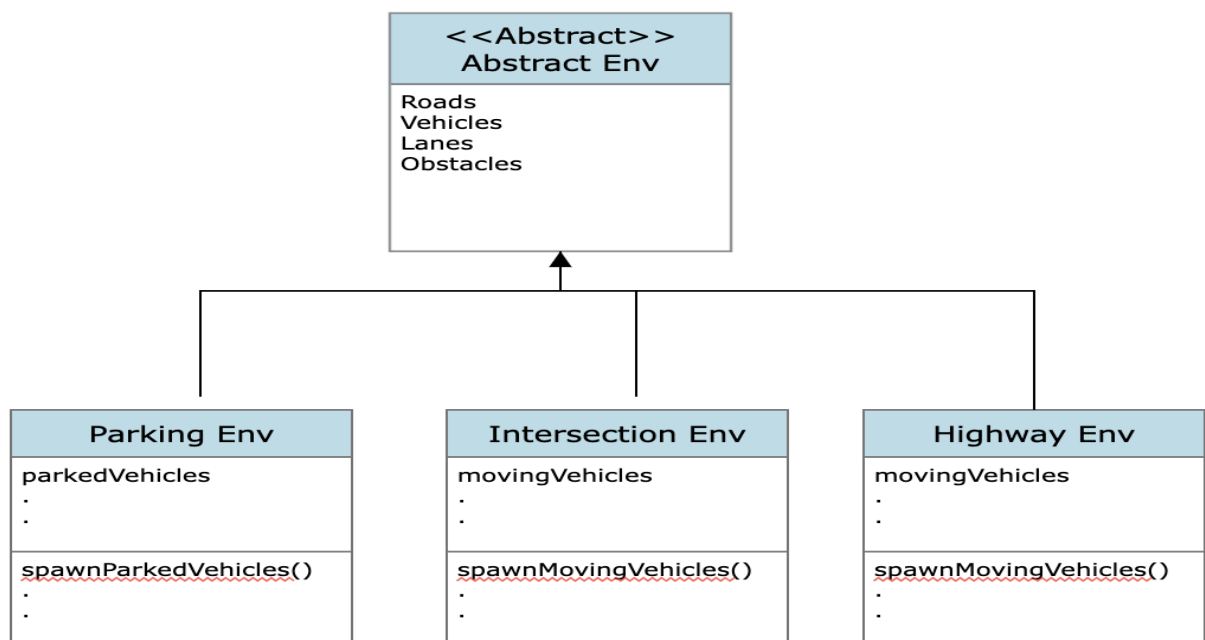 <<Abstract>>
Abstract Env
Roads
Vehicles
Lanes
Obstacles
Parking Env
parkedVehicles
:
:
spawnParkedVehicles()
:
:
Intersection Env
movingVehicles
:
:
spawnMovingVehicles()
:
:
Highway Env
movingVehicles
:
:
spawnMovingVehicles()
:
: